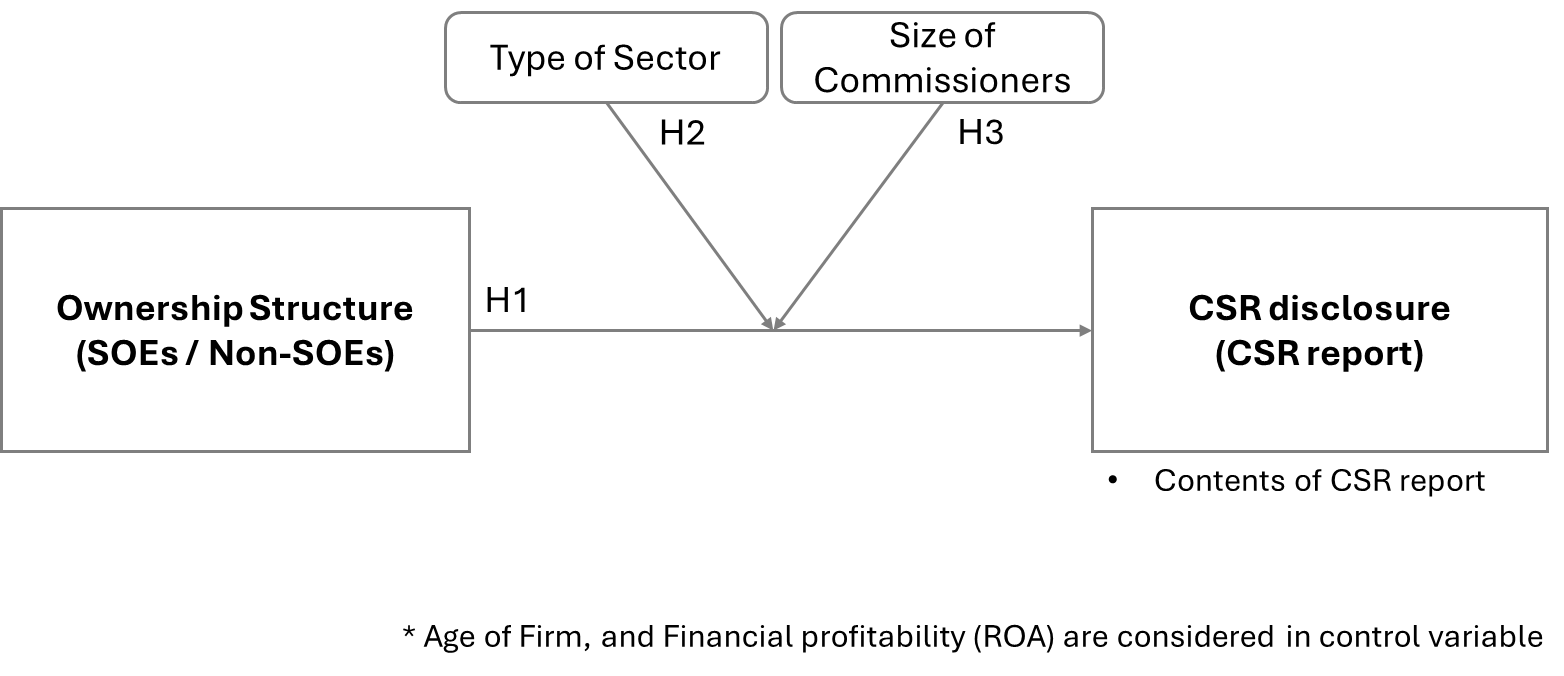 Type of Sector
Size of
Commissioners
H2
H3
H1
Ownership Structure
(SOEs / Non-SOEs)
CSR disclosure
(CSR report)
• Contents of CSR report
* Age of Firm, and Financial profitability (ROA) are considered in control variable